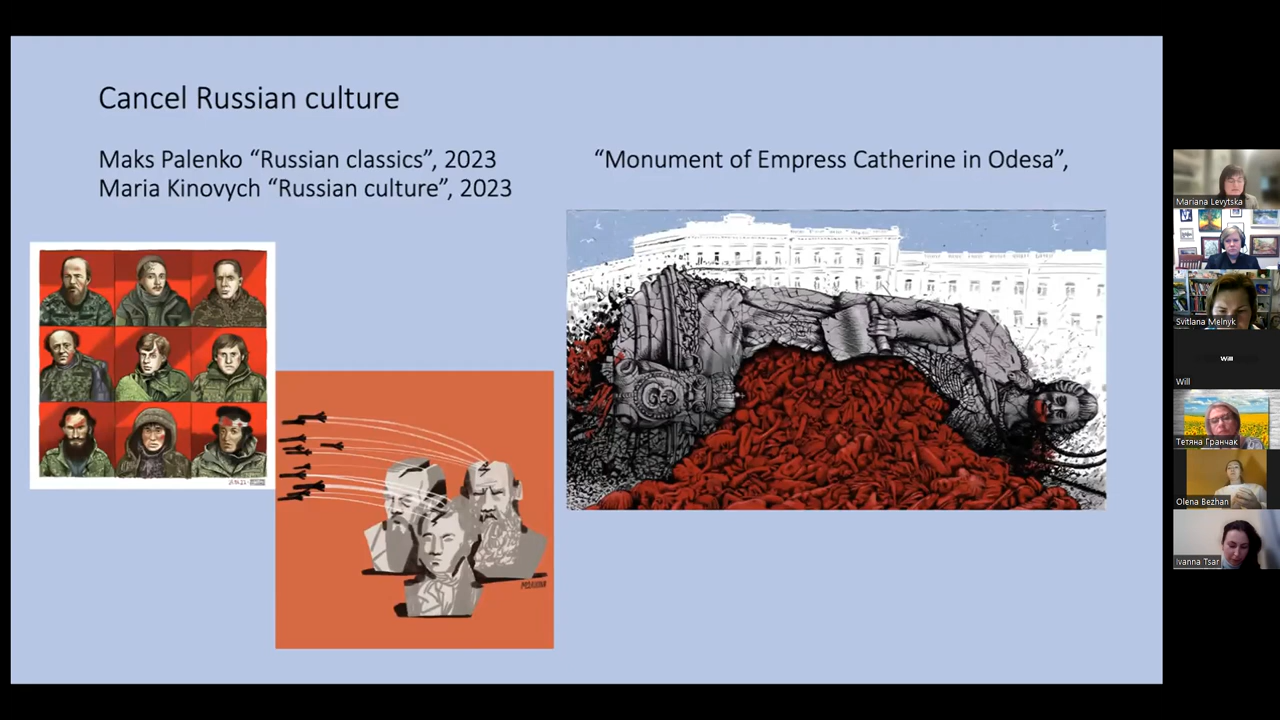 Cancel Russian culture
Maks Palenko “Russian classics”, 2023
Maria Kinovych “Russian culture”, 2023
“Monument of Empress Catherine in Odesa”,
Mariana Levytska
Svitlana Melnyk
Will
Will
Тетяна Гранчак
Olena Bezhan
Ivanna Tsar